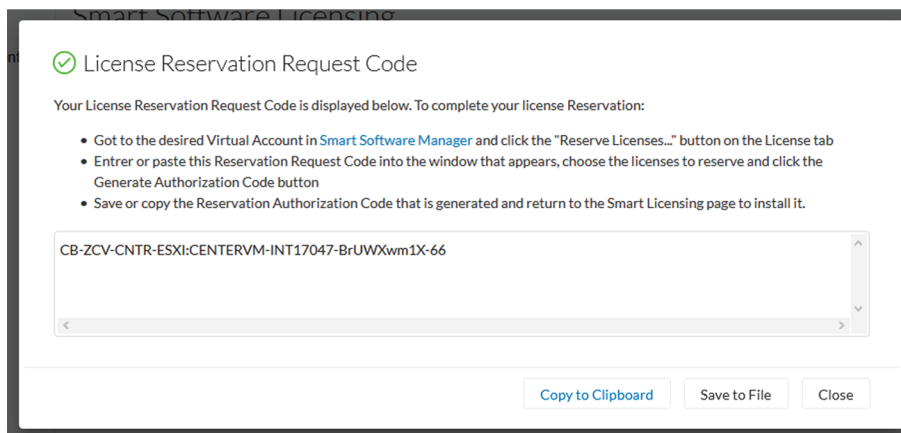 Smart Software Licensing
License Reservation Request Code
Your License Reservation Request Code is displayed below. To complete your license Reservation:
• Got to the desired Virtual Account in Smart Software Manager and click the "Reserve Licenses..." button on the License tab
• Entrer or paste this Reservation Request Code into the window that appears, choose the licenses to reserve and click the
Generate Authorization Code button
• Save or copy the Reservation Authorization Code that is generated and return to the Smart Licensing page to install it.
CB-ZCV-CNTR-ESXI:CENTERVM-INT17047-BrUWXwm1X-66
Copy to Clipboard Save to File Close